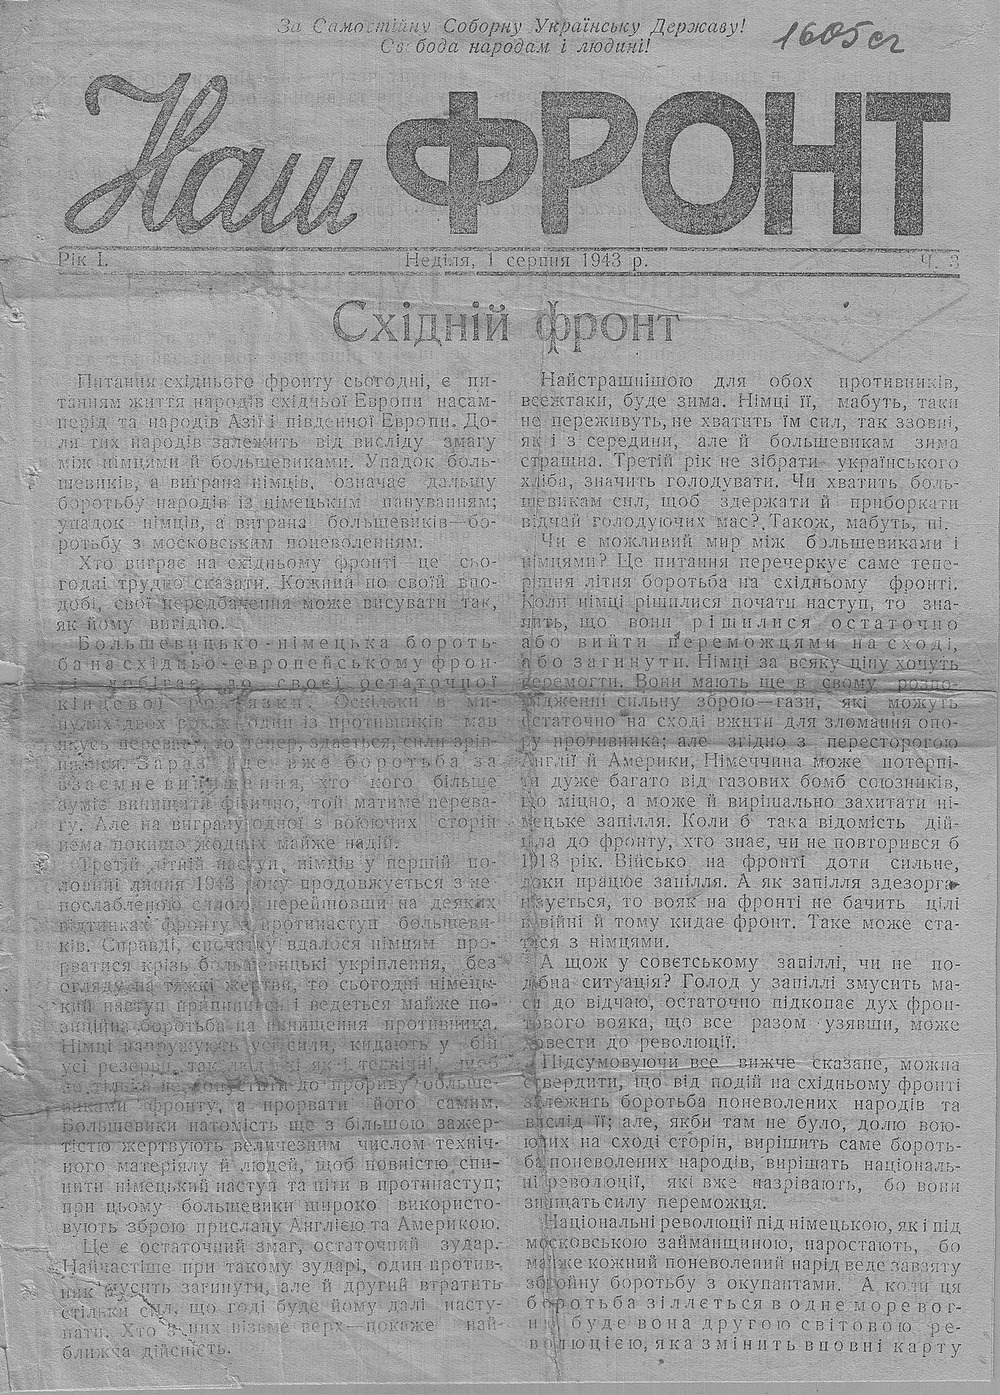 За Самостійну Соборну Українську Державу!
Свобода народам і людині!
1605сг
Наш ФРОНТ
Рік І.
Неділя, 1 серпня 1943 р.
Ч. 3
Східній фронт
Питання східнього фронту сьогодні, є пи-
танням життя народів східньої Европи насам-
перід та народів Азії і південної Европи. До-
ля тих народів залежить від висліду змагу
між німцями й большевиками. Упадок боль-
шевиків, а виграна німців, означає дальшу
боротьбу народів із німецьким пануванням;
упадок німців, а виграна большевиків—бо-
ротьбу з московським поневоленням.
Хто виграє на східньому фронті це сьо-
годні трудно сказати. Кожний по своїй впо-
добі, свої передбачення може висувати так,
як йому вигідно.
Большевицько-німецька бороть-
ба на східньо-европейському фрон-
ті добігає до своєї остаточної
кінцевої розвязки. Оскільки в ми-
нулих двох роках один із противників мав
якусь перевагу, то тепер, здається, сили зрів-
нялися. Зараз йде вже боротьба за
взаємне винищення, хто кого більше
зуміє винищати фізично, той матиме перева-
гу. Але на виграну одної з воюючих сторін
нема покищо жодних майже надій.
Третій літній наступ німців у першій по-
ловині липня 1943 року продовжується з не
послабленою силою, перейшовши на деяких
відтинках фронту у протинаступ большеви-
ків. Справді, спочатку вдалося німцям про-
рватися крізь большевицькі укріплення, без
огляду на тяжкі жертви, то сьогодні німець-
кий наступ припинивсь і ведеться майже по-
зиційна боротьба на винищення противника.
Німці напружують усі сили, кидають у бій
усі резерви, так людські як і технічні, щоб
не тільки не допустити до прориву больше-
виками фронту, а прорвати його самим.
Большевики натомість ще з більшою зажер-
тістю жертвують величезним числом техніч-
ного матеріялу й людей, щоб повністю спи-
нити німецький наступ та піти в протинаступ;
при цьому большевики широко використо-
вують зброю прислану Англією та Америкою.
Це є остаточний змаг, остаточний зудар.
Найчастіше при такому зударі, один против-
ник мусить загинути, але й другий втратить
стільки сил, що годі буде йому далі насту-
пати. Хто з них візьме верх—покаже най-
ближча дійсність.
Найстрашнішою для обох противників,
всежтаки, буде зима. Німці її, мабуть, таки
не переживуть, не хватить їм сил, так ззовні,
як і з середини, але й большевикам зима
страшна. Третій рік не зібрати українського
хліба, значить голодувати. Чи хватить боль-
шевикам сил, щоб здержати й приборкати
відчай голодуючих мас? Також, мабуть, ні.
Чи є можливий мир між большевиками і
німцями? Це питання перечеркує саме тепе-
рішня літня боротьба на східньому фронті.
Коли німці рішилися почати наступ, то зна-
чить, що вони рішилися остаточно
або вийти переможцями на сході,
або загинути. Німці за всяку ціну хочуть
перемогти. Вони мають ще в свому розпо-
рядженні сильну зброю—гази, які можуть
остаточно на сході вжити для зломання опо-
ру противника; але згідно з пересторогою
Англії й Америки, Німеччина може потерпі-
ти дуже багато від газових бомб союзників,
що міцно, а може й вирішально захитати ні-
мецьке запілля. Коли б така відомість дій-
шла до фронту, хто знає, чи не повторився б
1918 рік. Військо на фронті доти сильне,
доки працює запілля. А як запілля здезорга-
нізується, то вояк на фронті не бачить цілі
в війні й тому кидає фронт. Таке може ста-
тися з німцями.
А щож у советському запіллі, чи не по-
дібна ситуація? Голод у запіллі змусить ма-
си до відчаю, остаточно підкопає дух фрон-
тового вояка, що все разом узявши, може
довести до революції.
Підсумовуючи все вижче сказане, можна
ствердити, що від подій на східньому фронті
залежить боротьба поневолених народів та
вислід її; але, якби там не було, долю вою-
ючих на сході сторін, вирішить саме бороть-
ба поневолених народів, вирішать національ-
ні революції, які вже назрівають, бо вони
знищать силу переможця.
Національні революції під німецькою, як і під
московською займанщиною, наростають, бо
майже кожний поневолений нарід веде завзяту
збройну боротьбу з окупантами. А коли ця
боротьба зіллється в одне море вог-
ню буде вона другою світовою ре-
волюцією, яка змінить вповні карту